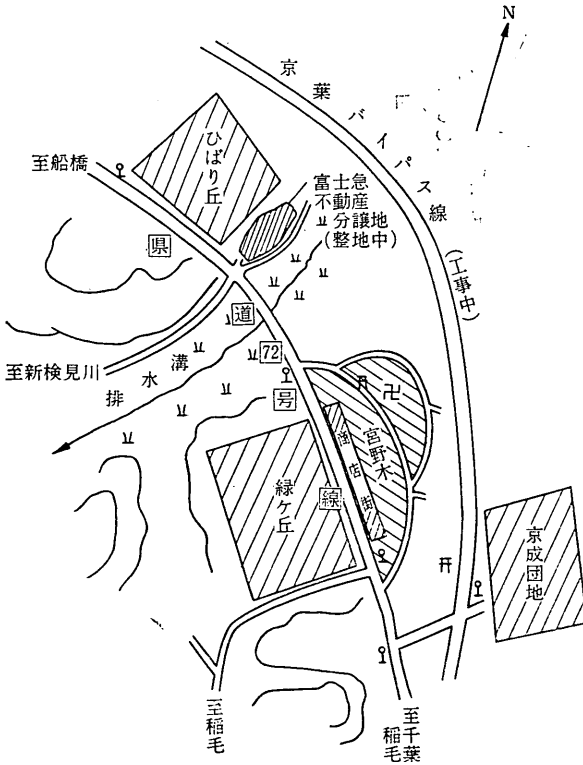 N
京葉バイパス線
(工事中)
ひばり丘
至船橋
富士急
不動産
分譲地
(整地中)
県道72号線
至新検見川
排水溝
宮野木
商店街
緑ケ丘
京成団地
至稲毛
至千葉
稲毛